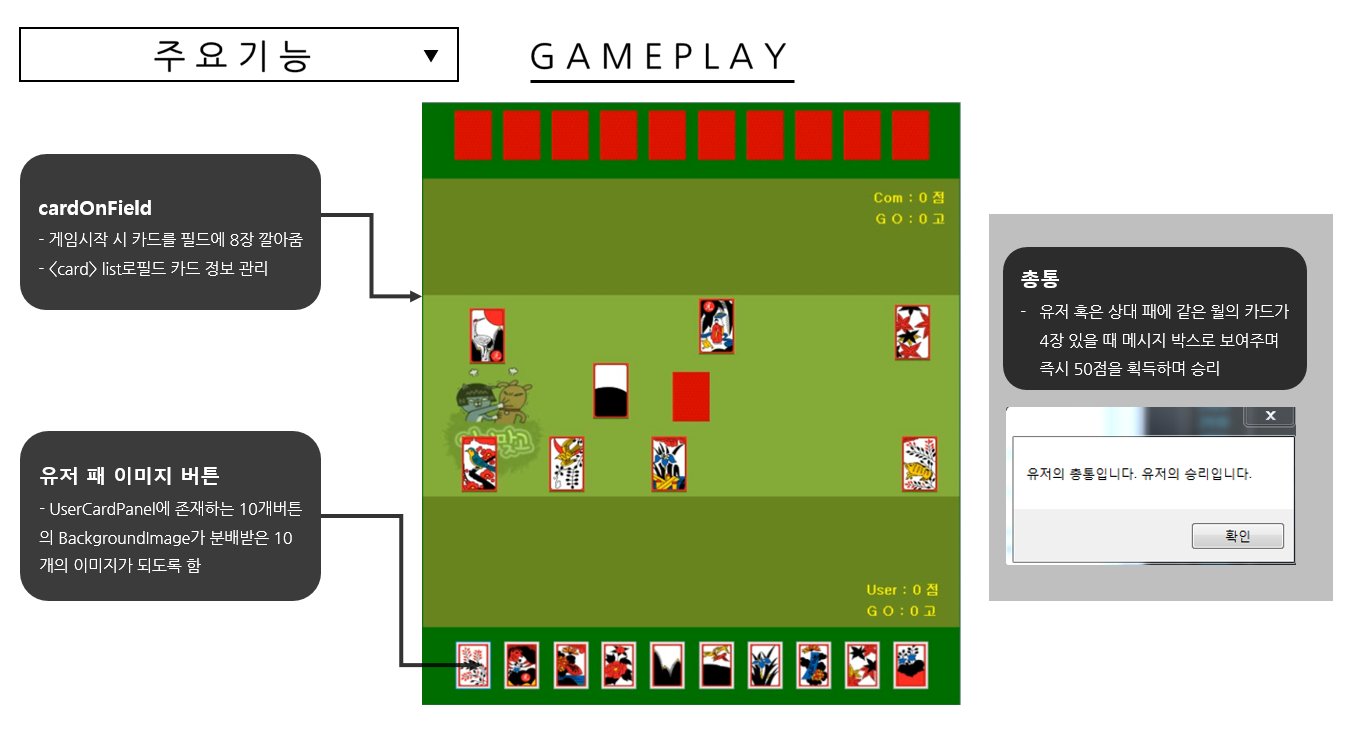 주요기능 ▼
GAMEPLAY
cardOnField
- 게임시작 시 카드를 필드에 8장 깔아줌
- <card> list로필드 카드 정보 관리
유저 패 이미지 버튼
- UserCardPanel에 존재하는 10개버튼
의 BackgroundImage가 분배받은 10
개의 이미지가 되도록 함
Com : 0 점
G O : 0 고
User : 0 점
G O : 0 고
총통
- 유저 혹은 상대 패에 같은 월의 카드가
4장 있을 때 메시지 박스로 보여주며
즉시 50점을 획득하며 승리
x
유저의 총통입니다. 유저의 승리입니다.
확인